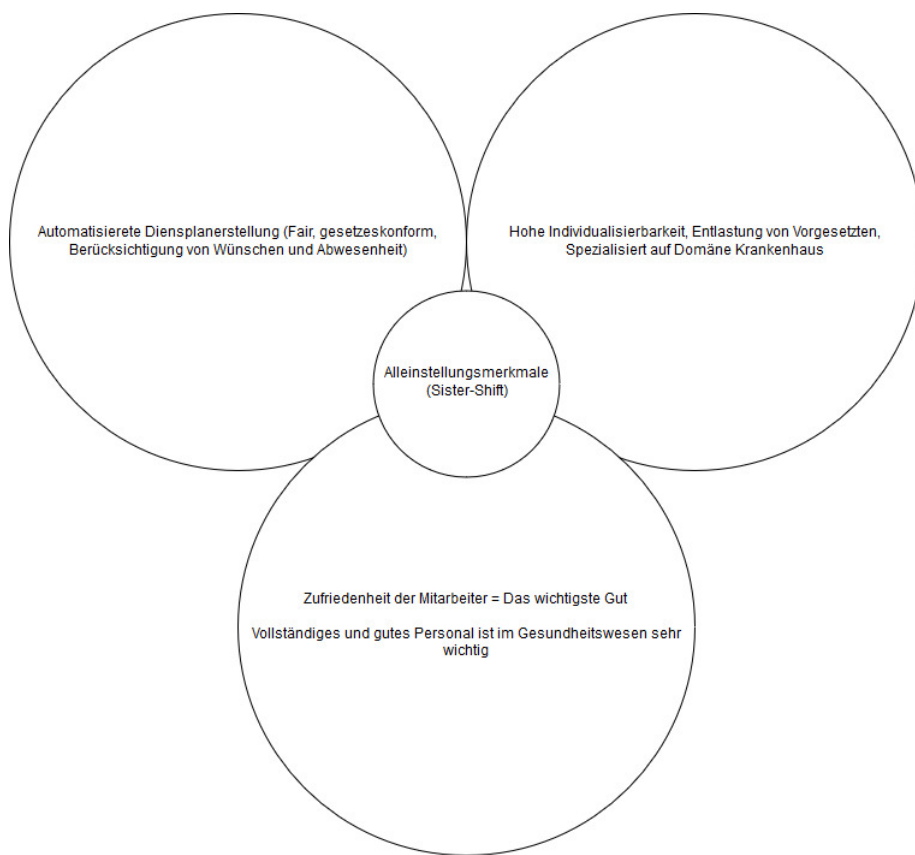 Automatisierete Diensplanerstellung (Fair, gesetzeskonform,
Berücksichtigung von Wünschen und Abwesenheit)
Hohe Individualisierbarkeit, Entlastung von Vorgesetzten,
Spezialisiert auf Domäne Krankenhaus
Alleinstellungsmerkmale
(Sister-Shift)
Zufriedenheit der Mitarbeiter = Das wichtigste Gut
Vollständiges und gutes Personal ist im Gesundheitswesen sehr
wichtig